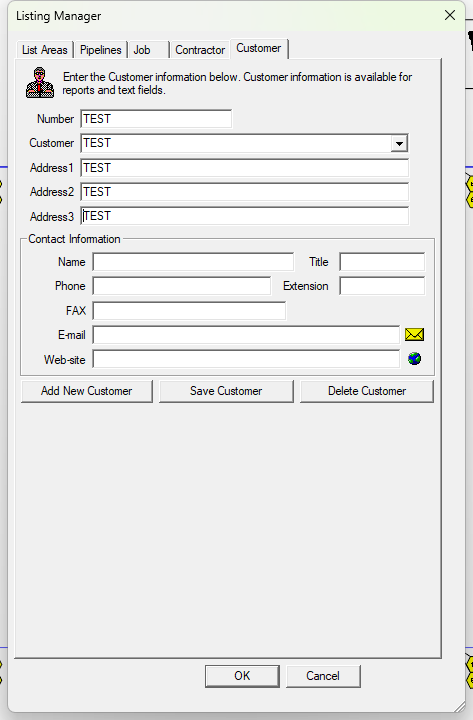 Listing Manager
List Areas Pipelines Job Contractor Customer
Enter the Customer information below. Customer information is available for
reports and text fields.
Number TEST
Customer TEST
Address1 TEST
Address2 TEST
Address3 TEST
Contact Information
Name Title
Phone Extension
FAX
E-mail
Web-site
Add New Customer Save Customer Delete Customer
OK Cancel